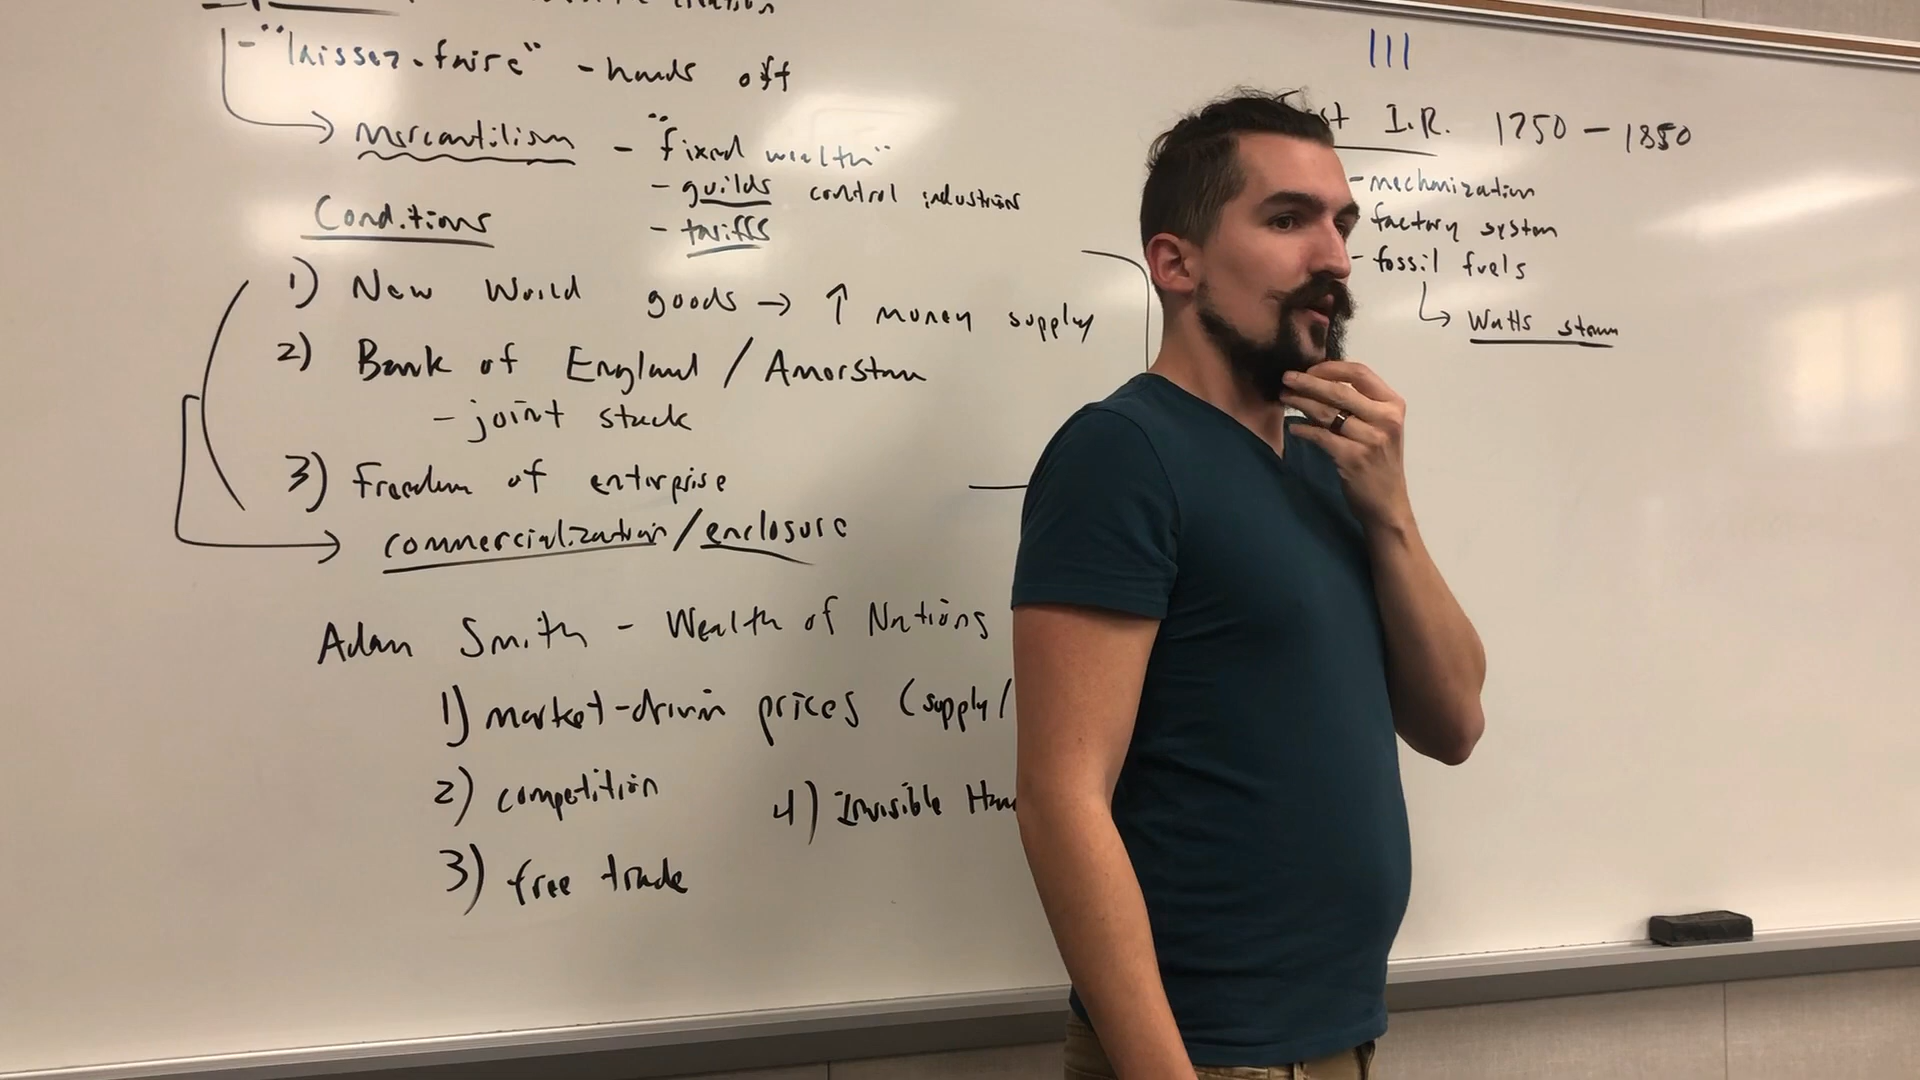 - "laissez-faire" - hands off
Mercantilism - "fixed wealth"
- guilds control industries
- tariffs
Conditions
1) New World goods → ↑ money supply
2) Bank of England / Amerstam
- joint stock
3) Freedom of enterprise
commercialization / enclosure
Adam Smith - Wealth of Nations
1) market-driven prices (supply/
2) competition
3) free trade
4) Invisible Han
111
I.R. 1750 - 1850
- mechanization
factory system
- fossil fuels
↳ Watts steam